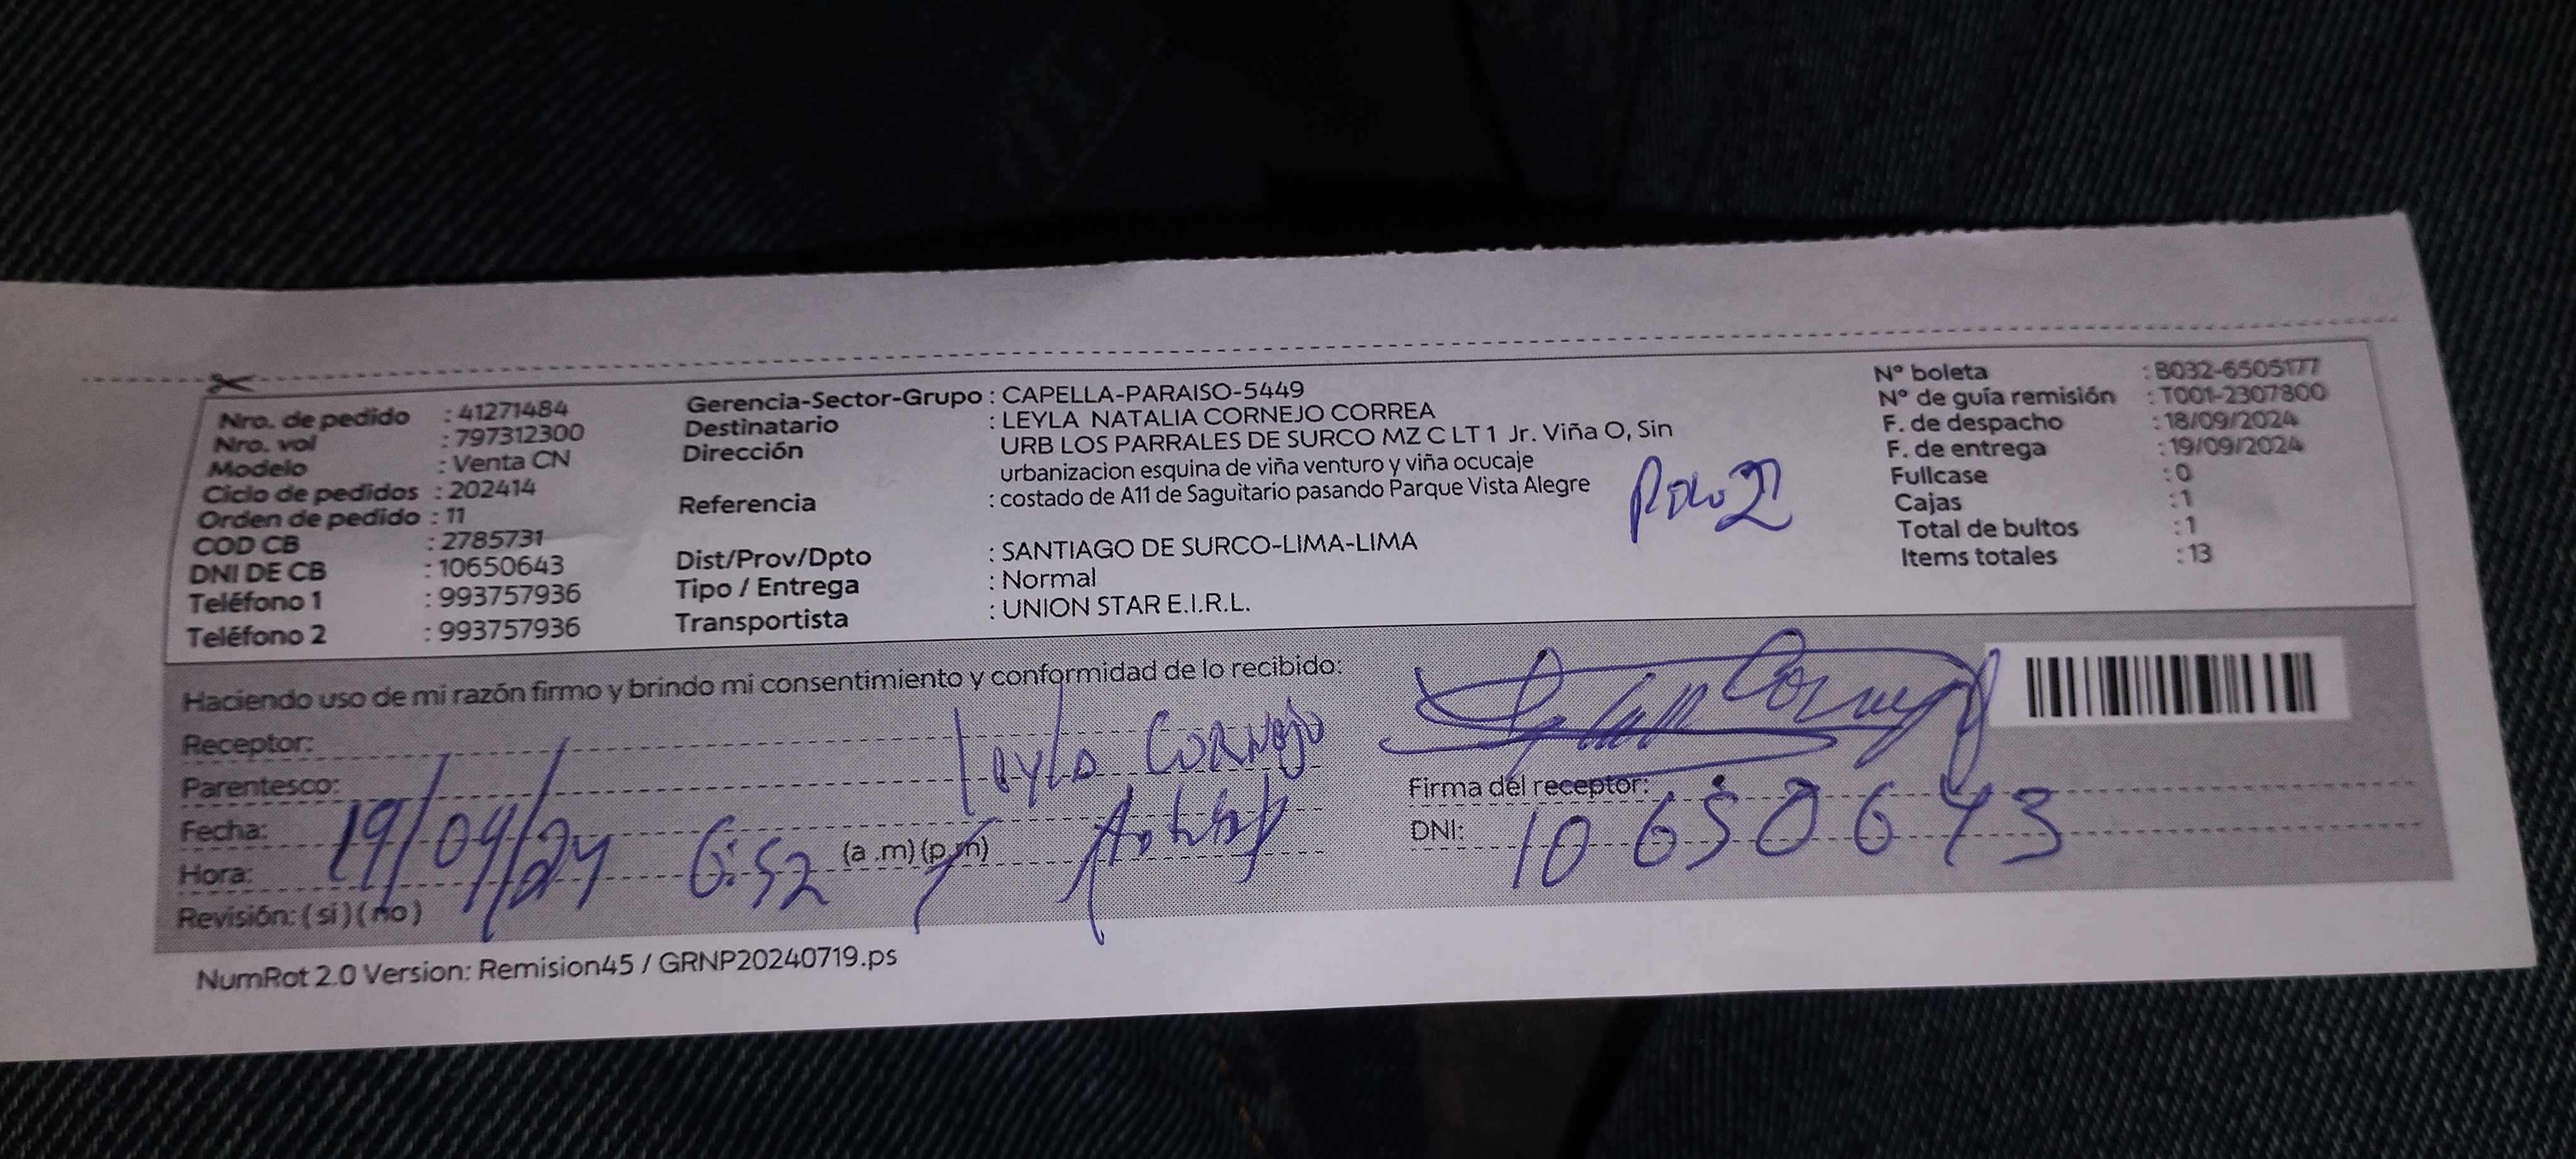 Nro. de pedido : 41271484
Nro. vol : 797312300
Modelo : Venta CN
Ciclo de pedidos : 202414
Orden de pedido : 11
COD CB : 2785731
DNI DE CB : 10650643
Teléfono 1 : 993757936
Teléfono 2 : 993757936
Gerencia-Sector-Grupo : CAPELLA-PARAISO-5449
Destinatario : LEYLA NATALIA CORNEJO CORREA
Dirección URB LOS PARRALES DE SURCO MZ C LT 1 Jr. Viña O, Sin
urbanizacion esquina de viña venturo y viña ocucaje
Referencia : costado de A11 de Saguitario pasando Parque Vista Alegre
Dist/Prov/Dpto : SANTIAGO DE SURCO-LIMA-LIMA
Tipo / Entrega : Normal
Transportista : UNION STAR E.I.R.L.
N° boleta : B032-6505177
N° de guía remisión : T001-2307800
F. de despacho : 18/09/2024
F. de entrega : 19/09/2024
Fullcase : 0
Cajas : 1
Total de bultos : 1
Items totales : 13
Haciendo uso de mi razón firmo y brindo mi consentimiento y conformidad de lo recibido:
Receptor: Leyla Cornejo
Parentesco:
Fecha: 19/09/24
Hora: 6:52 (a .m) (p.m)
Revisión: ( si ) ( no )
Firma del receptor:
DNI: 10650643
NumRot 2.0 Version: Remision45 / GRNP20240719.ps